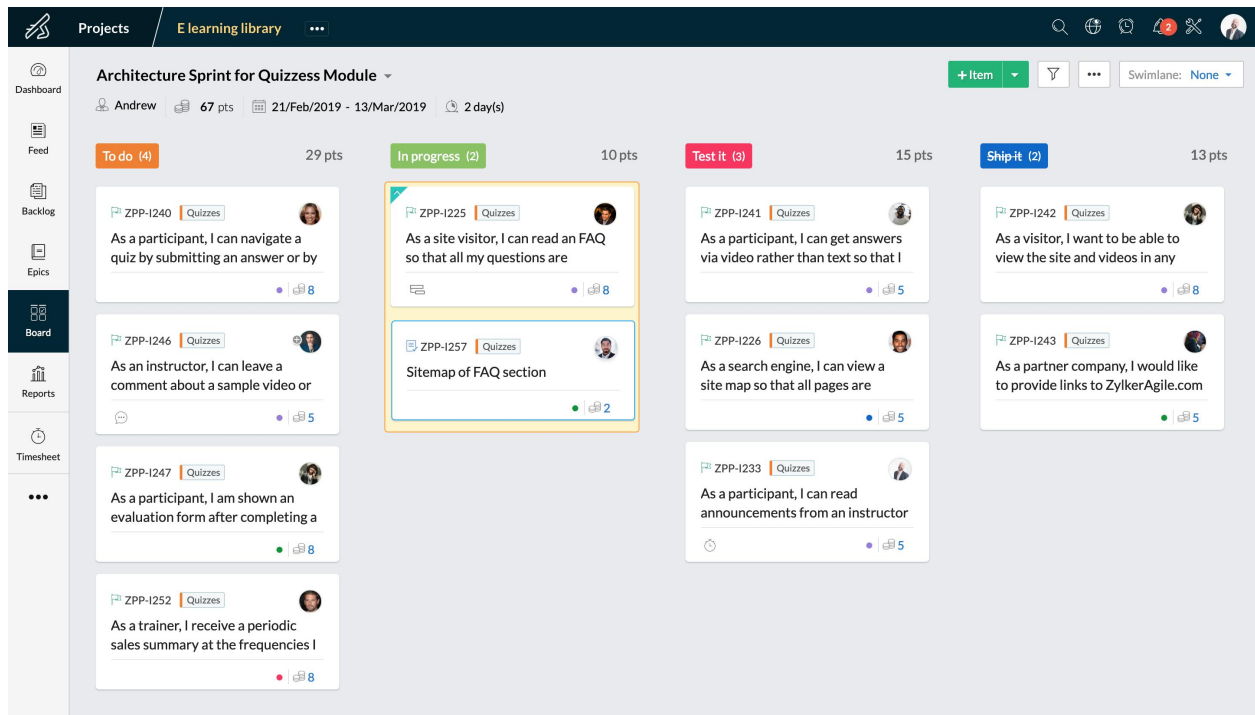 Projects
E learning library
2
Dashboard
Feed
Backlog
Epics
Board
Reports
Timesheet
Architecture Sprint for Quizzess Module
Andrew
67 pts
21/Feb/2019 - 13/Mar/2019
2 day(s)
+Item
Swimlane: None
To do (4)
29 pts
ZPP-I240 Quizzes
As a participant, I can navigate a
quiz by submitting an answer or by
8
ZPP-I246 Quizzes
As an instructor, I can leave a
comment about a sample video or
5
ZPP-I247 Quizzes
As a participant, I am shown an
evaluation form after completing a
8
ZPP-I252 Quizzes
As a trainer, I receive a periodic
sales summary at the frequencies I
8
In progress (2)
10 pts
ZPP-I225 Quizzes
As a site visitor, I can read an FAQ
so that all my questions are
8
ZPP-I257 Quizzes
Sitemap of FAQ section
2
Test it (3)
15 pts
ZPP-I241 Quizzes
As a participant, I can get answers
via video rather than text so that I
5
ZPP-I226 Quizzes
As a search engine, I can view a
site map so that all pages are
5
ZPP-I233 Quizzes
As a participant, I can read
announcements from an instructor
5
Ship it (2)
13 pts
ZPP-I242 Quizzes
As a visitor, I want to be able to
view the site and videos in any
8
ZPP-I243 Quizzes
As a partner company, I would like
to provide links to ZylkerAgile.com
5